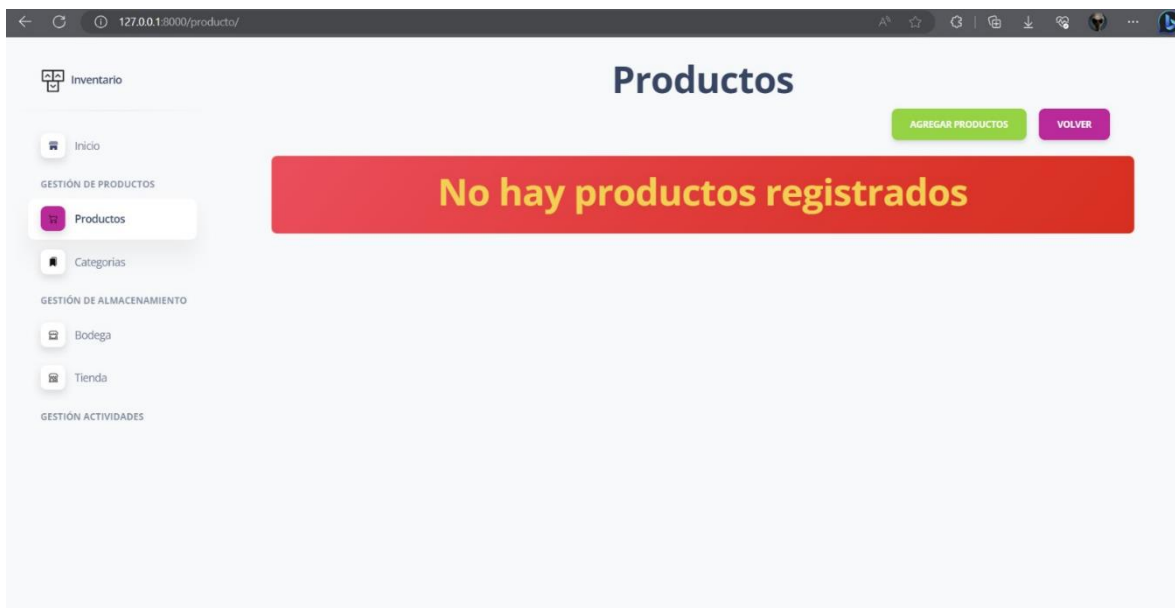 127.0.0.1:8000/producto/
Inventario
Productos
AGREGAR PRODUCTOS
VOLVER
Inicio
GESTIÓN DE PRODUCTOS
No hay productos registrados
Productos
Categorias
GESTIÓN DE ALMACENAMIENTO
Bodega
Tienda
GESTIÓN ACTIVIDADES